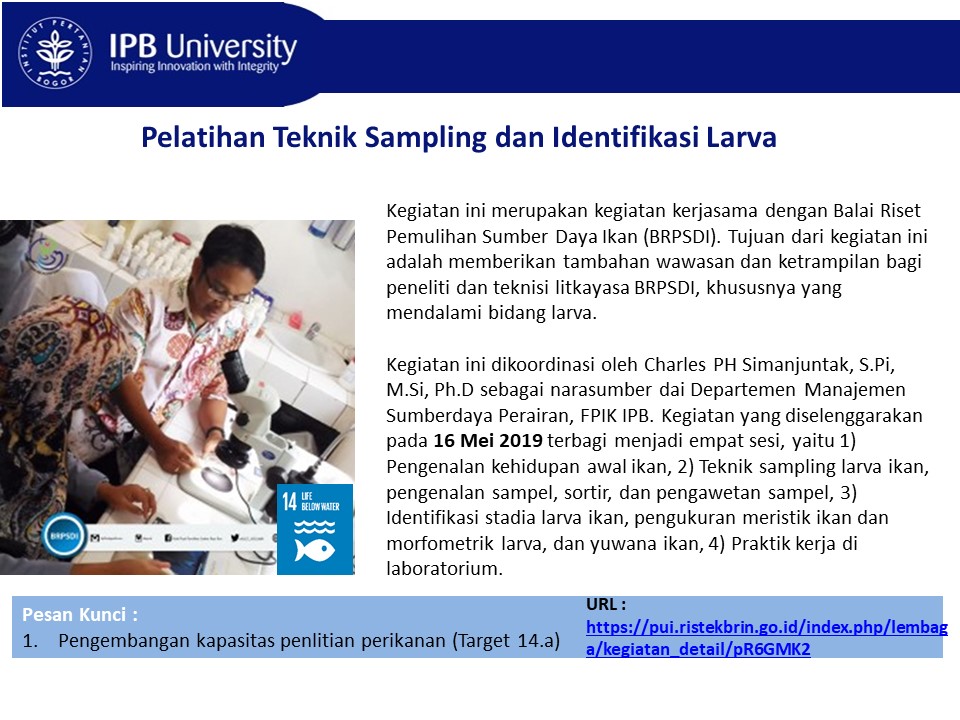 INSTITUT PERTANIAN
BOGOR
IPB University
Inspiring Innovation with Integrity
Pelatihan Teknik Sampling dan Identifikasi Larva
Kegiatan ini merupakan kegiatan kerjasama dengan Balai Riset
Pemulihan Sumber Daya Ikan (BRPSDI). Tujuan dari kegiatan ini
adalah memberikan tambahan wawasan dan ketrampilan bagi
peneliti dan teknisi litkayasa BRPSDI, khususnya yang
mendalami bidang larva.
Kegiatan ini dikoordinasi oleh Charles PH Simanjuntak, S.Pi,
M.Si, Ph.D sebagai narasumber dai Departemen Manajemen
Sumberdaya Perairan, FPIK IPB. Kegiatan yang diselenggarakan
pada 16 Mei 2019 terbagi menjadi empat sesi, yaitu 1)
Pengenalan kehidupan awal ikan, 2) Teknik sampling larva ikan,
pengenalan sampel, sortir, dan pengawetan sampel, 3)
Identifikasi stadia larva ikan, pengukuran meristik ikan dan
morfometrik larva, dan yuwana ikan, 4) Praktik kerja di
laboratorium.
14 LIFE
BELOW WATER
BRPSDI
Pesan Kunci :
1. Pengembangan kapasitas penlitian perikanan (Target 14.a)
URL :
https://pui.ristekbrin.go.id/index.php/lembag
a/kegiatan_detail/pR6GMK2